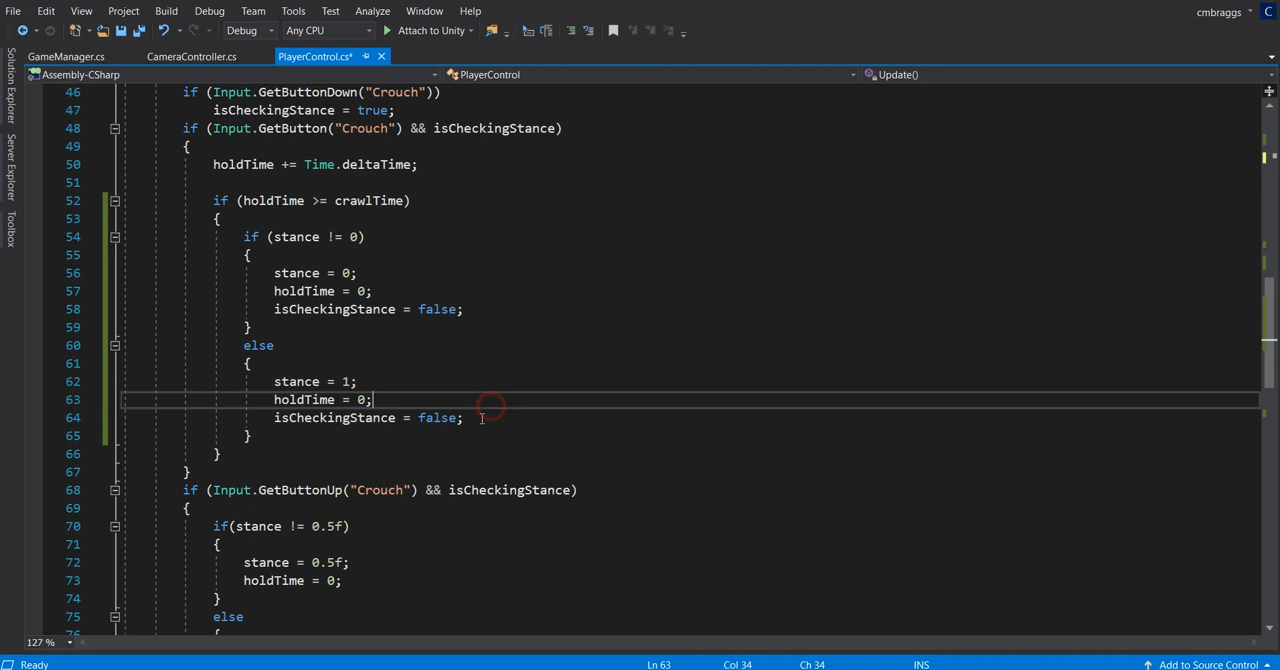 File Edit View Project Build Debug Team Tools Test Analyze Window Help cmbraggs C
Debug Any CPU Attach to Unity
GameManager.cs CameraController.cs PlayerControl.cs*
Assembly-CSharp PlayerControl Update()
Solution Explorer
Server Explorer
Toolbox
46 if (Input.GetButtonDown("Crouch"))
47 isCheckingStance = true;
48 if (Input.GetButton("Crouch") && isCheckingStance)
49 {
50 holdTime += Time.deltaTime;
51
52 if (holdTime >= crawlTime)
53 {
54 if (stance != 0)
55 {
56 stance = 0;
57 holdTime = 0;
58 isCheckingStance = false;
59 }
60 else
61 {
62 stance = 1;
63 holdTime = 0;
64 isCheckingStance = false;
65 }
66 }
67 }
68 if (Input.GetButtonUp("Crouch") && isCheckingStance)
69 {
70 if(stance != 0.5f)
71 {
72 stance = 0.5f;
73 holdTime = 0;
74 }
75 else
76 {
127 %
Ready Ln 63 Col 34 Ch 34 INS Add to Source Control